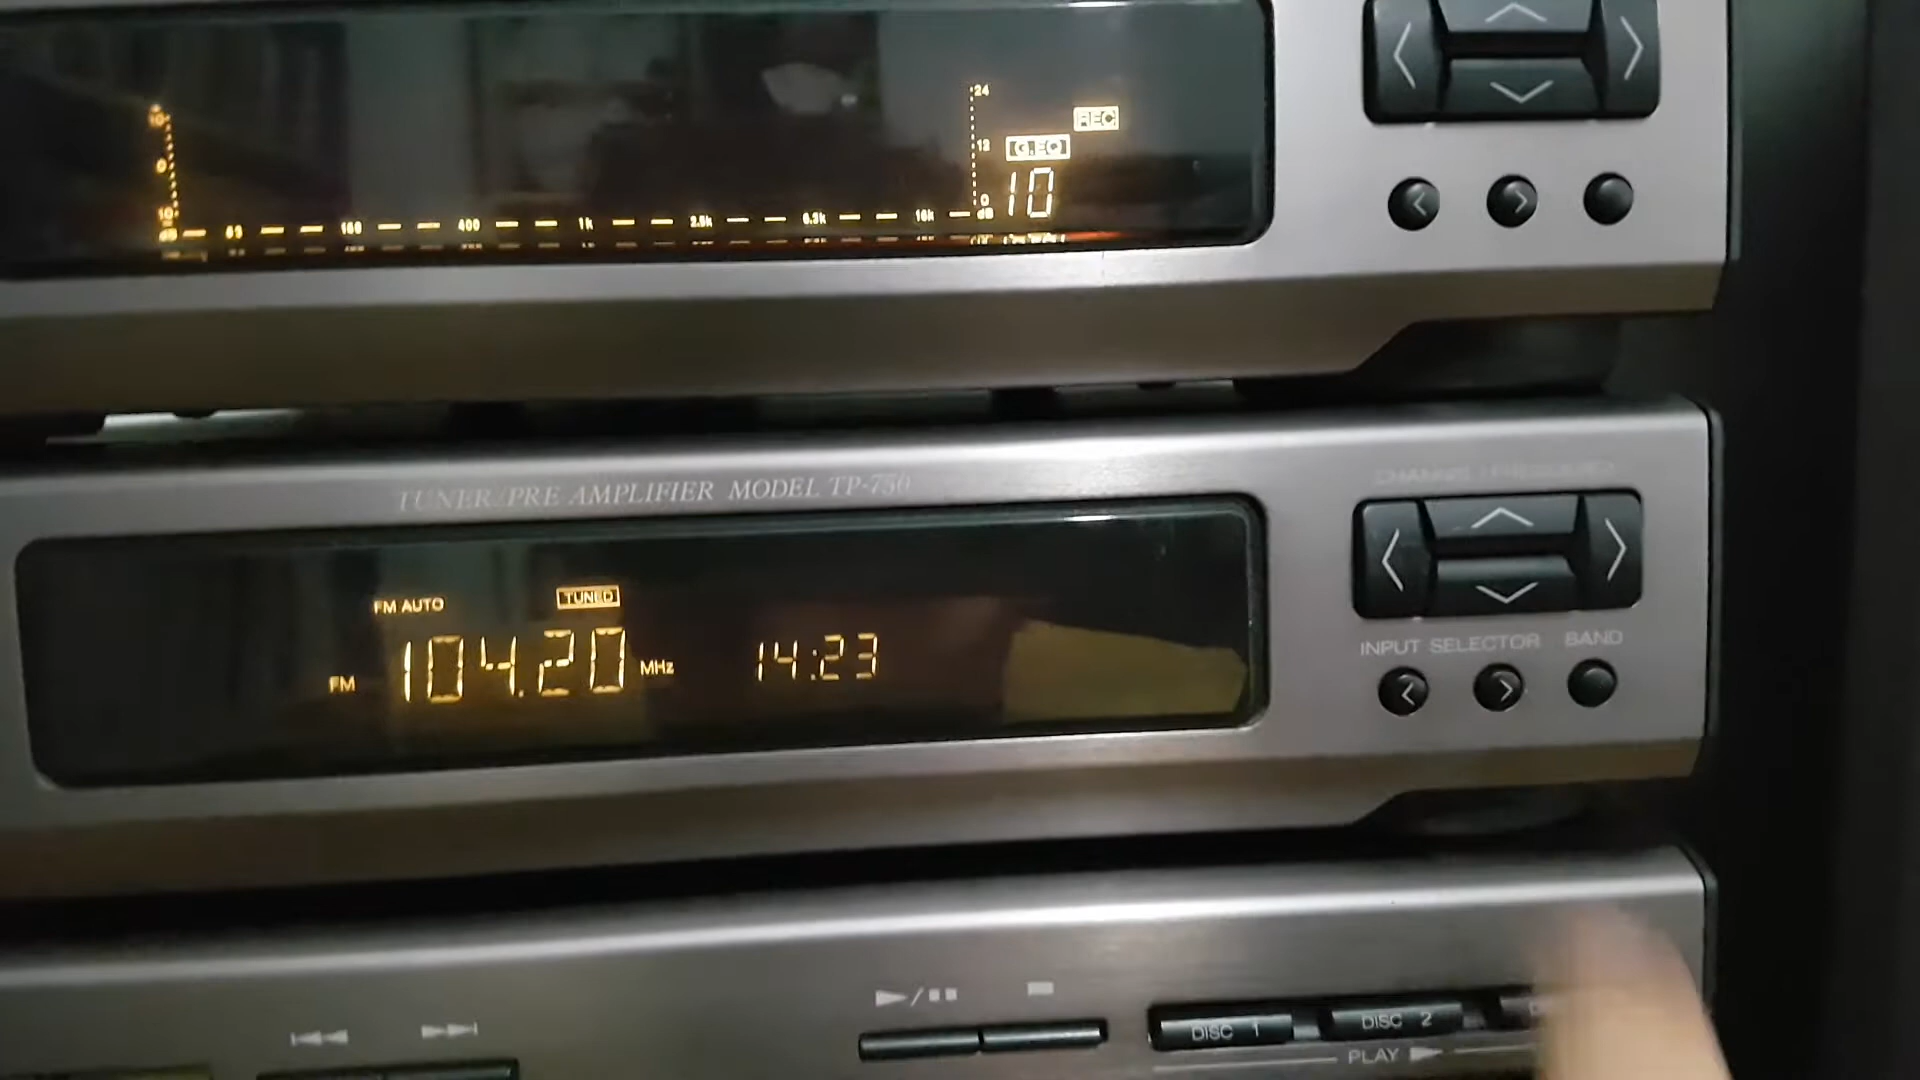 10
0
10
dB
63
160
400
1k
2.5k
6.3k
16k
24
12
0
dB
REC
G.EQ
10
TUNER/PRE AMPLIFIER MODEL TP-750
FM AUTO
TUNED
FM 104.20 MHz
14:23
INPUT SELECTOR
BAND
DISC 1
DISC 2
PLAY